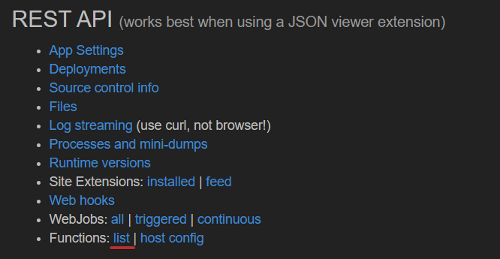 REST API (works best when using a JSON viewer extension)
App Settings
Deployments
Source control info
Files
Log streaming (use curl, not browser!)
Processes and mini-dumps
Runtime versions
Site Extensions: installed | feed
Web hooks
WebJobs: all | triggered | continuous
Functions: list | host config